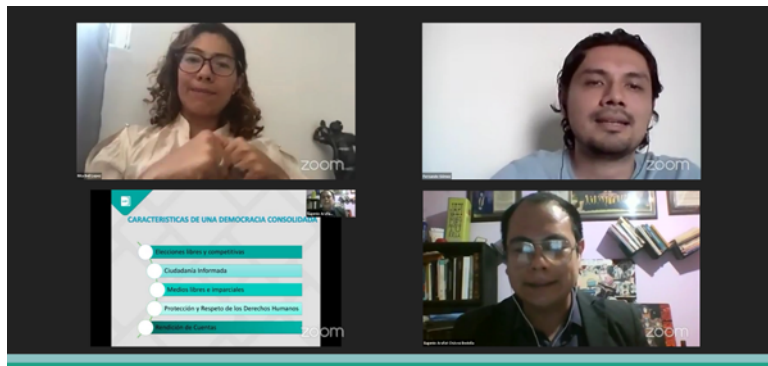 zoom
zoom
CARACTERISTICAS DE UNA DEMOCRACIA CONSOLIDADA
Elecciones libres y competitivas
Ciudadanía Informada
Medios libres e imparciales
Protección y Respeto de los Derechos Humanos
Rendición de Cuentas
zoom
zoom